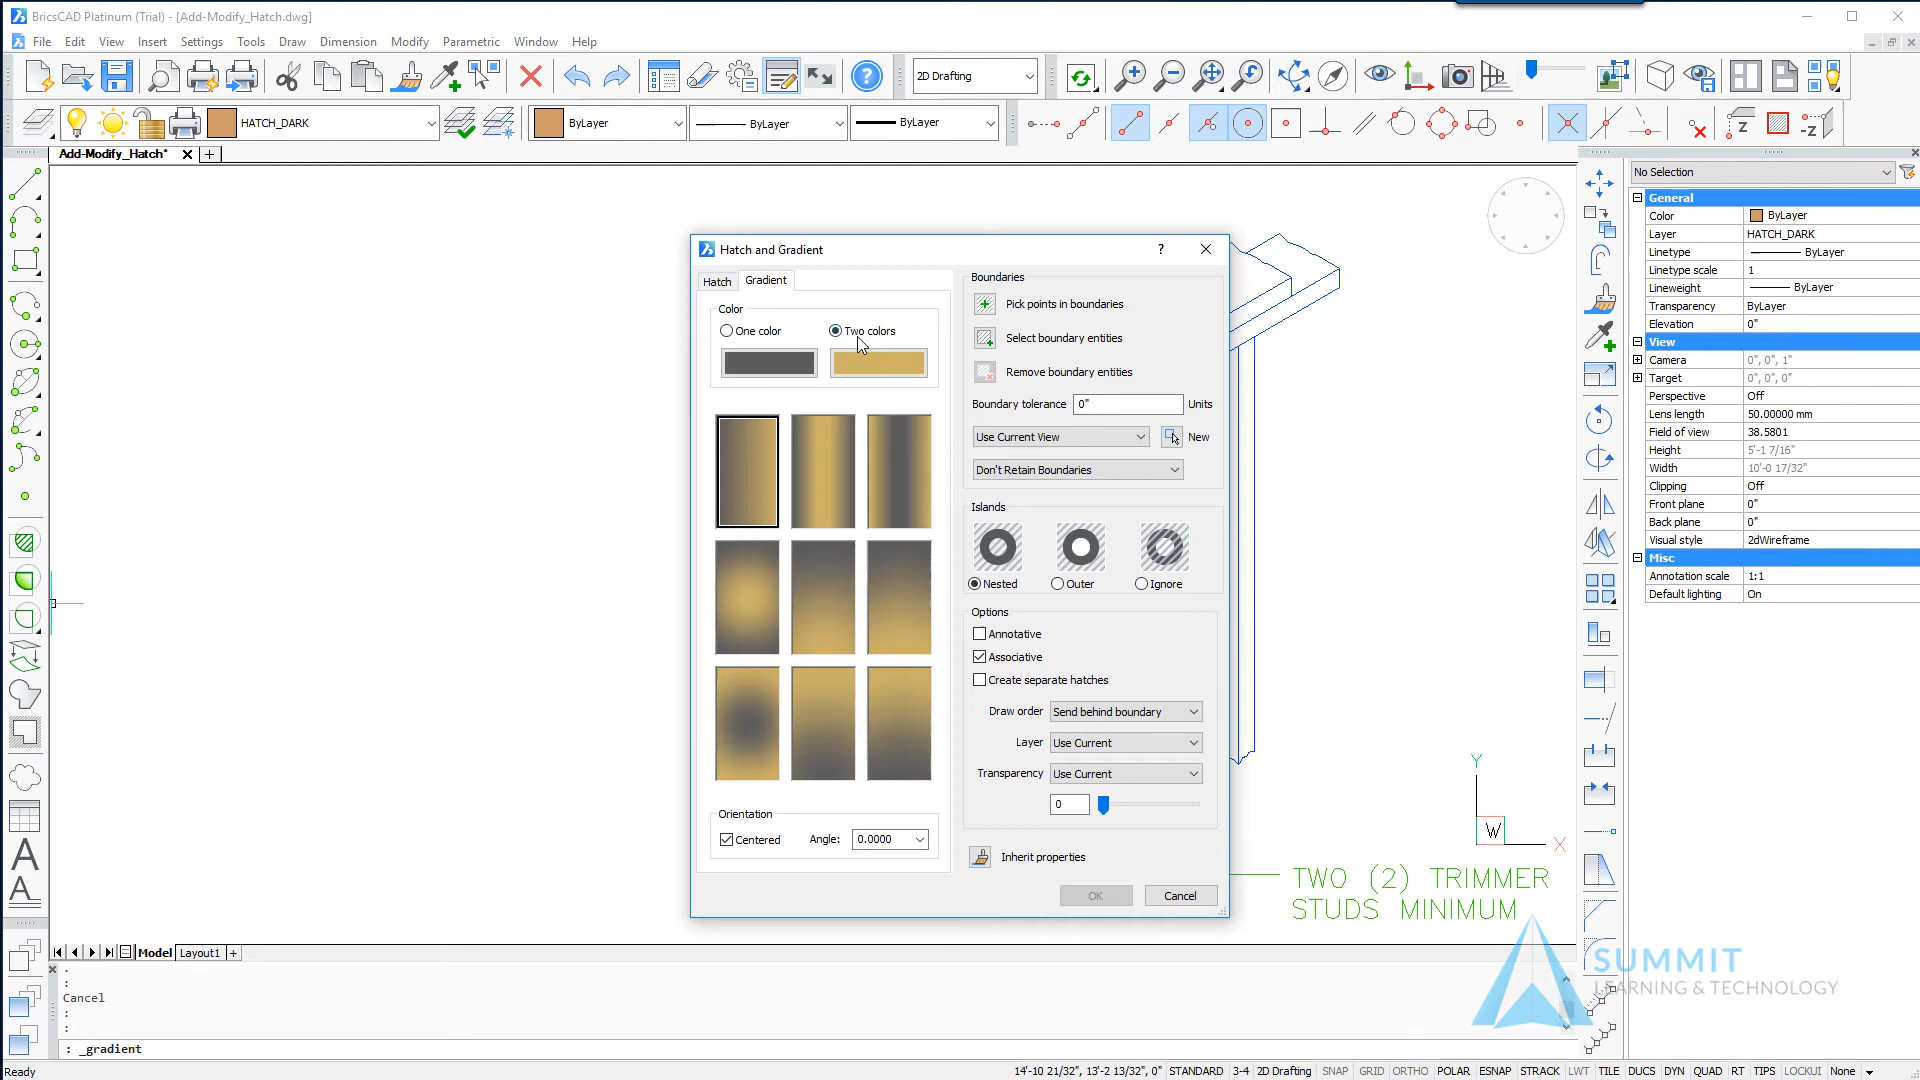 BricsCAD Platinum (Trial) - [Add-Modify_Hatch.dwg]
File Edit View Insert Settings Tools Draw Dimension Modify Parametric Window Help
2D Drafting
HATCH_DARK
ByLayer
ByLayer
ByLayer
Add-Modify_Hatch*
No Selection
General
Color ByLayer
Layer HATCH_DARK
Linetype ByLayer
Linetype scale 1
Lineweight ByLayer
Transparency ByLayer
Elevation 0"
View
Camera 0", 0", 1"
Target 0", 0", 0"
Perspective Off
Lens length 50.00000 mm
Field of view 38.5801
Height 5'-1 7/16"
Width 10'-0 17/32"
Clipping Off
Front plane 0"
Back plane 0"
Visual style 2dWireframe
Misc
Annotation scale 1:1
Default lighting On
Hatch and Gradient
Hatch Gradient
Color
One color Two colors
Orientation
Centered Angle: 0.0000
Boundaries
Pick points in boundaries
Select boundary entities
Remove boundary entities
Boundary tolerance 0" Units
Use Current View New
Don't Retain Boundaries
Islands
Nested Outer Ignore
Options
Annotative
Associative
Create separate hatches
Draw order Send behind boundary
Layer Use Current
Transparency Use Current
0
Inherit properties
OK Cancel
Y
W
X
TWO (2) TRIMMER
STUDS MINIMUM
Model Layout1
:
:
Cancel
:
:
: _gradient
SUMMIT
LEARNING & TECHNOLOGY
Ready
14'-10 21/32", 13'-2 13/32", 0" STANDARD 3-4 2D Drafting SNAP GRID ORTHO POLAR ESNAP STRACK LWT TILE DUCS DYN QUAD RT TIPS LOCKUI None